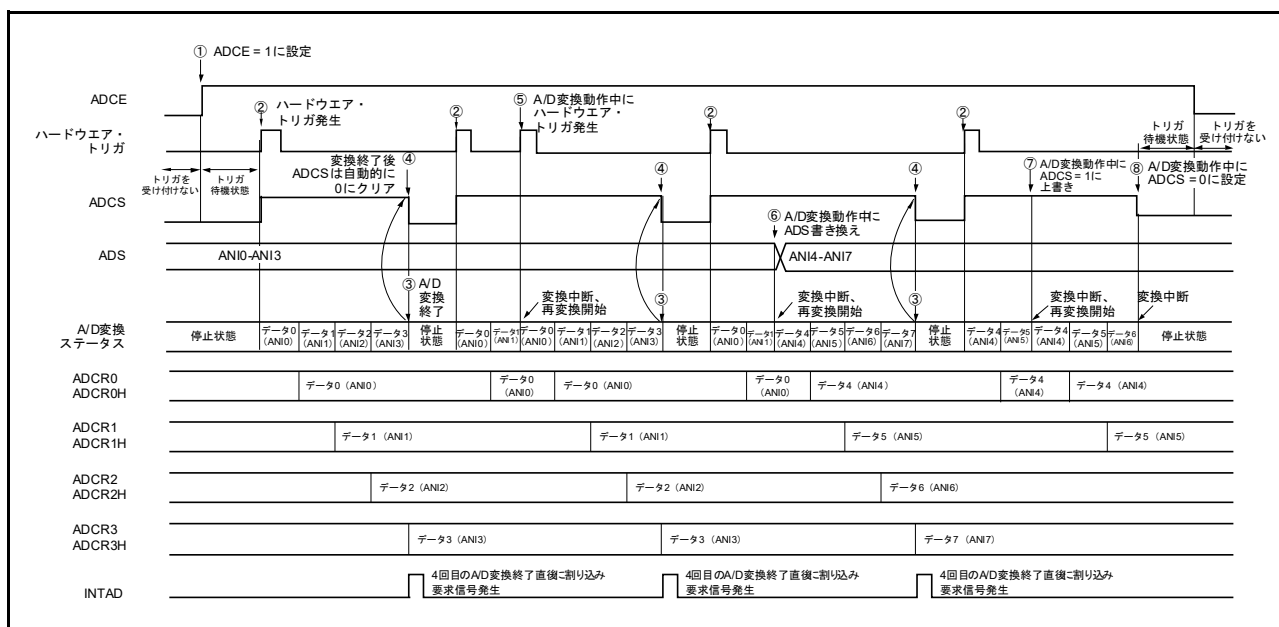 ① ADCE = 1に設定
ADCE
② ハードウエア・
トリガ発生
②
⑤ A/D変換動作中に
ハードウエア・
トリガ発生
②
②
ハードウエア・
トリガ
トリガを
受け付けない
トリガ
待機状態
変換終了後
ADCSは自動的に
0にクリア
④
④
④
⑦ A/D変換動作中に
ADCS = 1に
上書き
トリガ
待機状態
トリガを
受け付けない
⑧ A/D変換動作中に
ADCS = 0に設定
ADCS
⑥ A/D変換動作中に
ADS書き換え
ADS
ANI0-ANI3
ANI4-ANI7
③ A/D
変換
終了
変換中断、
再変換開始
③
変換中断、
再変換開始
③
変換中断、
再変換開始
変換中断
A/D変換
ステータス
停止状態
データ0
(ANI0)
データ1
(ANI1)
データ2
(ANI2)
データ3
(ANI3)
停止
状態
データ0
(ANI0)
データ1
(ANI1)
データ0
(ANI0)
データ1
(ANI1)
データ2
(ANI2)
データ3
(ANI3)
停止
状態
データ0
(ANI0)
データ1
(ANI1)
データ4
(ANI4)
データ5
(ANI5)
データ6
(ANI6)
データ7
(ANI7)
停止
状態
データ4
(ANI4)
データ5
(ANI5)
データ4
(ANI4)
データ5
(ANI5)
データ6
(ANI6)
停止状態
ADCR0
ADCR0H
データ0 (ANI0)
データ0
(ANI0)
データ0 (ANI0)
データ0
(ANI0)
データ4 (ANI4)
データ4
(ANI4)
データ4 (ANI4)
ADCR1
ADCR1H
データ1 (ANI1)
データ1 (ANI1)
データ5 (ANI5)
データ5 (ANI5)
ADCR2
ADCR2H
データ2 (ANI2)
データ2 (ANI2)
データ6 (ANI6)
ADCR3
ADCR3H
データ3 (ANI3)
データ3 (ANI3)
データ7 (ANI7)
INTAD
4回目のA/D変換終了直後に割り込み
要求信号発生
4回目のA/D変換終了直後に割り込み
要求信号発生
4回目のA/D変換終了直後に割り込み
要求信号発生